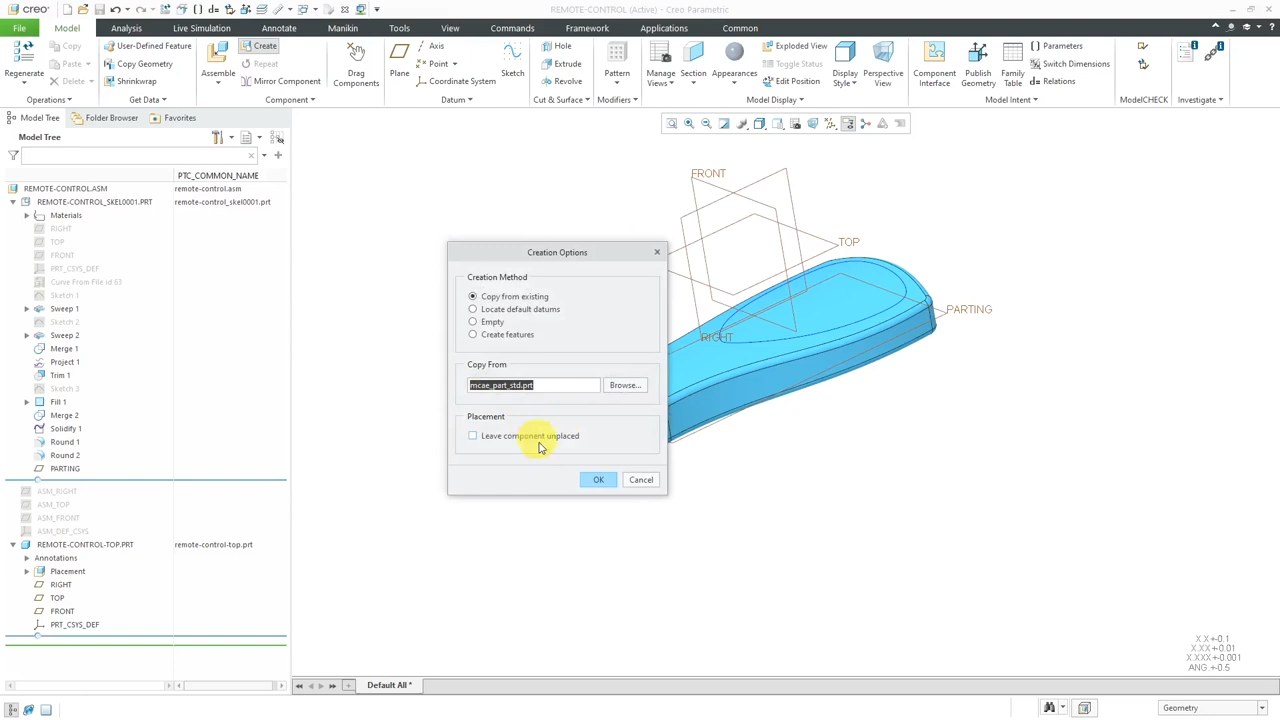 creo
REMOTE-CONTROL (Active) - Creo Parametric
File
Model
Analysis
Live Simulation
Annotate
Manikin
Tools
View
Commands
Framework
Applications
Common
Regenerate
Copy
Paste
Delete
Operations
User-Defined Feature
Copy Geometry
Shrinkwrap
Get Data
Assemble
Create
Repeat
Mirror Component
Component
Drag Components
Plane
Axis
Point
Coordinate System
Sketch
Datum
Hole
Extrude
Revolve
Cut & Surface
Pattern
Modifiers
Manage Views
Section
Appearances
Exploded View
Toggle Status
Edit Position
Display Style
Perspective View
Model Display
Component Interface
Publish Geometry
Family Table
Parameters
Switch Dimensions
Relations
Model Intent
ModelCHECK
Investigate
Model Tree
Folder Browser
Favorites
Model Tree
PTC_COMMON_NAME
REMOTE-CONTROL.ASM remote-control.asm
REMOTE-CONTROL_SKEL0001.PRT remote-control_skel0001.prt
Materials
RIGHT
TOP
FRONT
PRT_CSYS_DEF
Curve From File id 63
Sketch 1
Sweep 1
Sketch 2
Sweep 2
Merge 1
Project 1
Trim 1
Sketch 3
Fill 1
Merge 2
Solidify 1
Round 1
Round 2
PARTING
ASM_RIGHT
ASM_TOP
ASM_FRONT
ASM_DEF_CSYS
REMOTE-CONTROL-TOP.PRT remote-control-top.prt
Annotations
Placement
RIGHT
TOP
FRONT
PRT_CSYS_DEF
FRONT
TOP
PARTING
RIGHT
Creation Options
Creation Method
Copy from existing
Locate default datums
Empty
Create features
Copy From
mcae_part_std.prt
Browse...
Placement
Leave component unplaced
OK
Cancel
X.X +-0.1
X.XX +-0.01
X.XXX +-0.001
ANG +-0.5
Default All *
Geometry